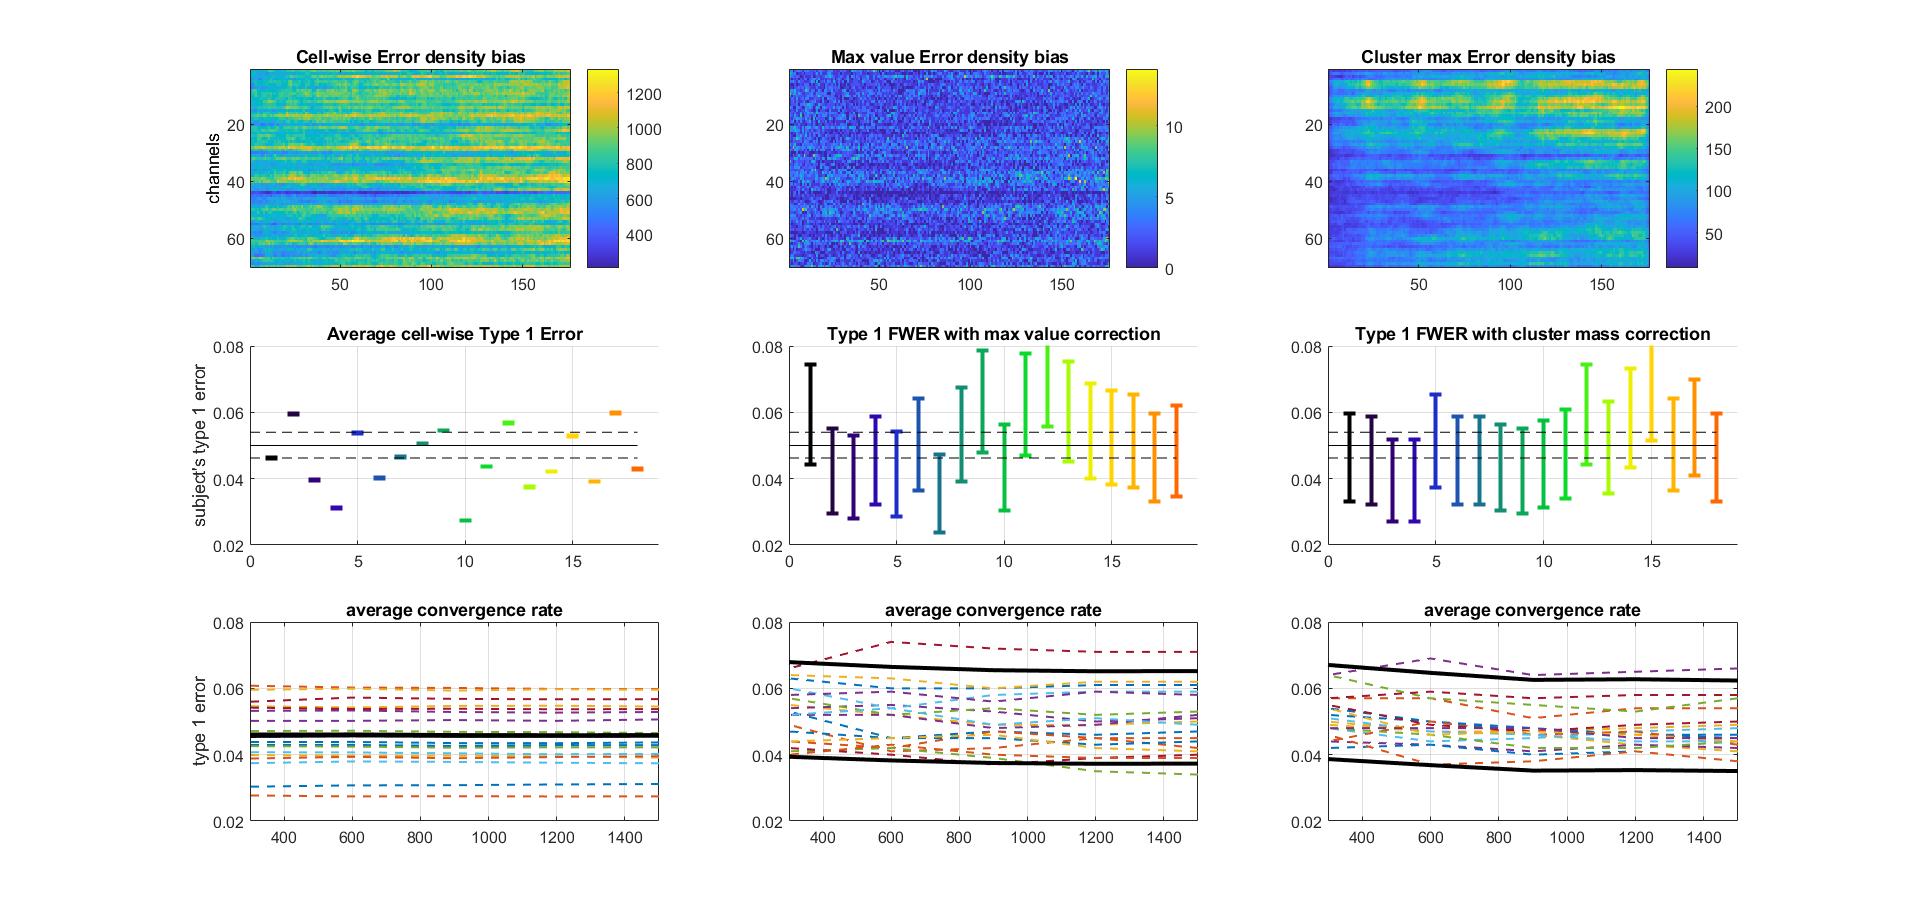 Cell-wise Error density bias
channels
20
40
60
50 100 150
1200
1000
800
600
400
Max value Error density bias
20
40
60
50 100 150
10
5
0
Cluster max Error density bias
20
40
60
50 100 150
200
150
100
50
Average cell-wise Type 1 Error
subject's type 1 error
0.08
0.06
0.04
0.02
0 5 10 15
Type 1 FWER with max value correction
0.08
0.06
0.04
0.02
0 5 10 15
Type 1 FWER with cluster mass correction
0.08
0.06
0.04
0.02
0 5 10 15
average convergence rate
type 1 error
0.08
0.06
0.04
0.02
400 600 800 1000 1200 1400
average convergence rate
0.08
0.06
0.04
0.02
400 600 800 1000 1200 1400
average convergence rate
0.08
0.06
0.04
0.02
400 600 800 1000 1200 1400